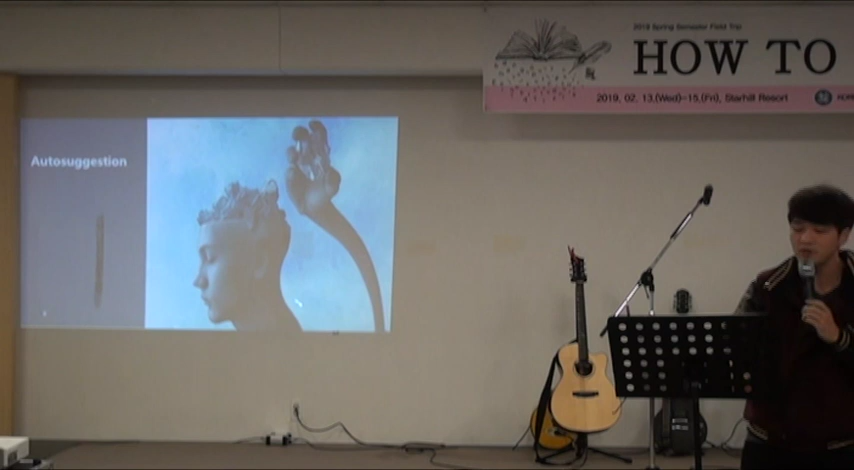 2019 Spring Semester Field Trip
HOW TO
2019. 02. 13.(Wed)-15.(Fri), Starhill Resort
Autosuggestion